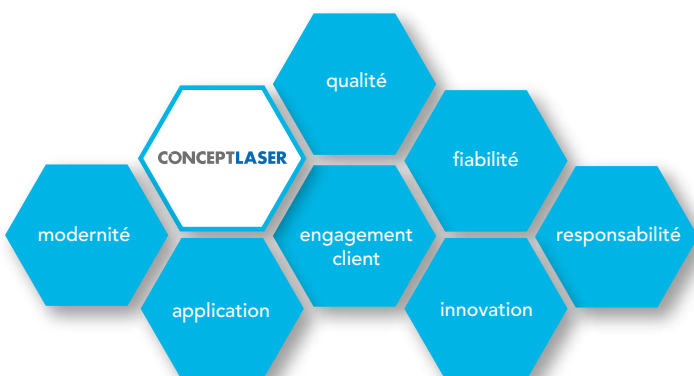 qualité
CONCEPTLASER
fiabilité
modernité
engagement
client
responsabilité
application
innovation